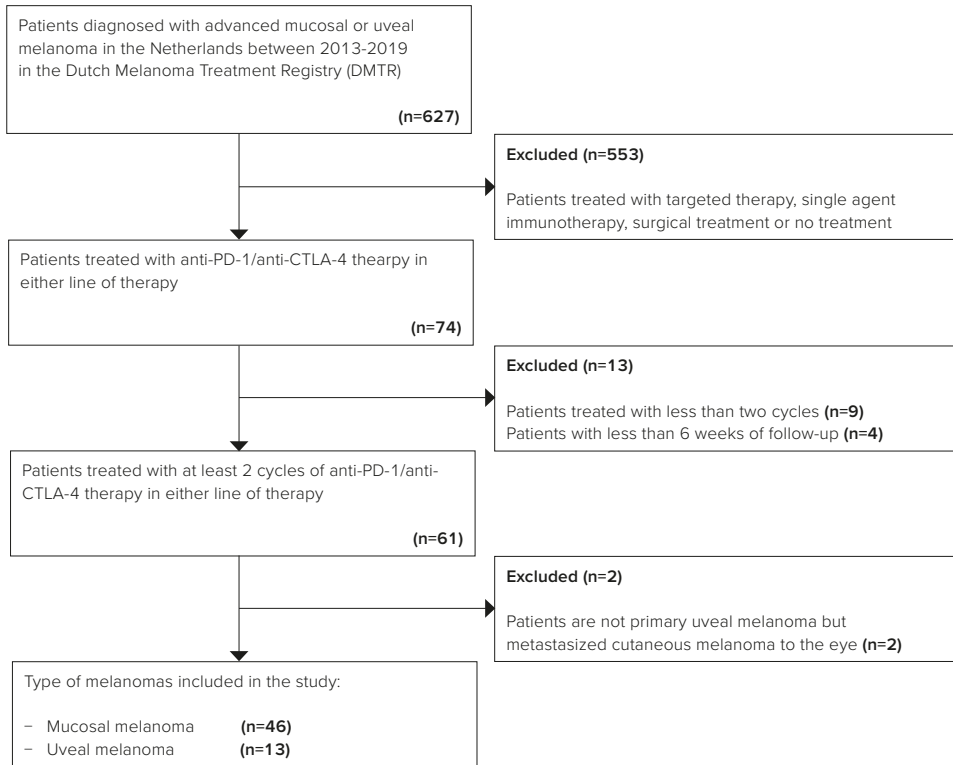 Patients diagnosed with advanced mucosal or uveal
melanoma in the Netherlands between 2013-2019
in the Dutch Melanoma Treatment Registry (DMTR)
(n=627)
Excluded (n=553)
Patients treated with targeted therapy, single agent
immunotherapy, surgical treatment or no treatment
Patients treated with anti-PD-1/anti-CTLA-4 thearpy in
either line of therapy
(n=74)
Excluded (n=13)
Patients treated with less than two cycles (n=9)
Patients with less than 6 weeks of follow-up (n=4)
Patients treated with at least 2 cycles of anti-PD-1/anti-
CTLA-4 therapy in either line of therapy
(n=61)
Excluded (n=2)
Patients are not primary uveal melanoma but
metastasized cutaneous melanoma to the eye (n=2)
Type of melanomas included in the study:
– Mucosal melanoma (n=46)
– Uveal melanoma (n=13)